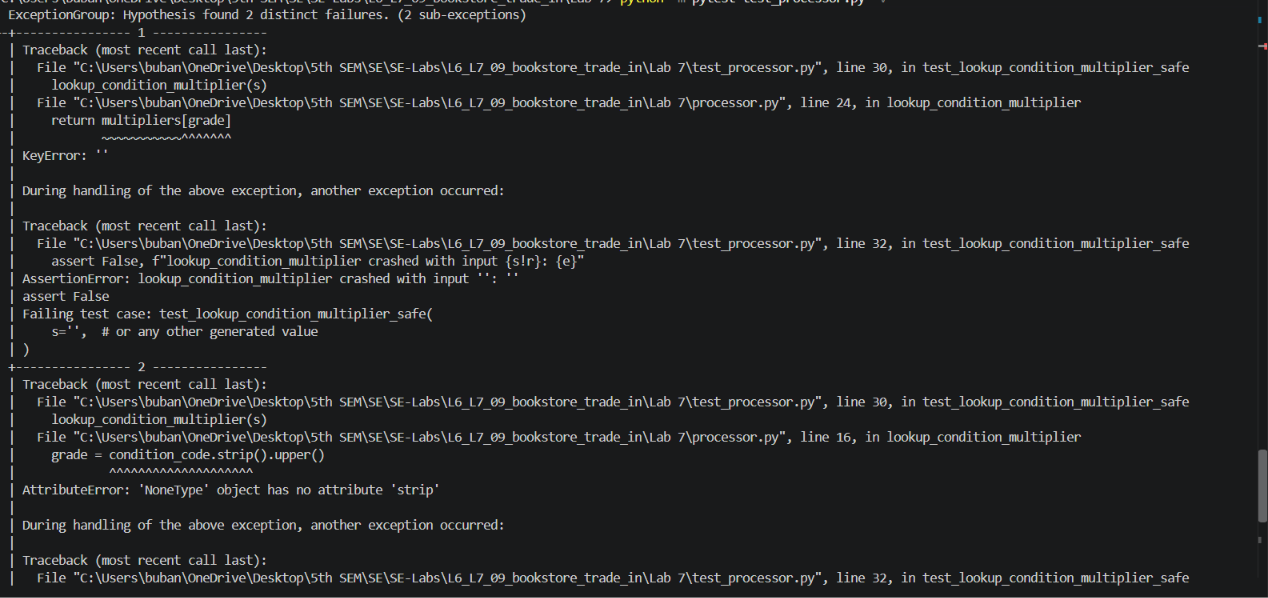 ExceptionGroup: Hypothesis found 2 distinct failures. (2 sub-exceptions)
-+---------------- 1 ----------------
| Traceback (most recent call last):
|   File "C:\Users\buban\OneDrive\Desktop\5th SEM\SE\SE-Labs\L6_L7_09_bookstore_trade_in\Lab 7\test_processor.py", line 30, in test_lookup_condition_multiplier_safe
|     lookup_condition_multiplier(s)
|   File "C:\Users\buban\OneDrive\Desktop\5th SEM\SE\SE-Labs\L6_L7_09_bookstore_trade_in\Lab 7\processor.py", line 24, in lookup_condition_multiplier
|     return multipliers[grade]
|            ~~~~~~~~~~~^^^^^^^
| KeyError: ''
|
| During handling of the above exception, another exception occurred:
|
| Traceback (most recent call last):
|   File "C:\Users\buban\OneDrive\Desktop\5th SEM\SE\SE-Labs\L6_L7_09_bookstore_trade_in\Lab 7\test_processor.py", line 32, in test_lookup_condition_multiplier_safe
|     assert False, f"lookup_condition_multiplier crashed with input {s!r}: {e}"
| AssertionError: lookup_condition_multiplier crashed with input '': ''
| assert False
| Failing test case: test_lookup_condition_multiplier_safe(
|     s='',  # or any other generated value
| )
+---------------- 2 ----------------
| Traceback (most recent call last):
|   File "C:\Users\buban\OneDrive\Desktop\5th SEM\SE\SE-Labs\L6_L7_09_bookstore_trade_in\Lab 7\test_processor.py", line 30, in test_lookup_condition_multiplier_safe
|     lookup_condition_multiplier(s)
|   File "C:\Users\buban\OneDrive\Desktop\5th SEM\SE\SE-Labs\L6_L7_09_bookstore_trade_in\Lab 7\processor.py", line 16, in lookup_condition_multiplier
|     grade = condition_code.strip().upper()
|             ^^^^^^^^^^^^^^^^^^^^
| AttributeError: 'NoneType' object has no attribute 'strip'
|
| During handling of the above exception, another exception occurred:
|
| Traceback (most recent call last):
|   File "C:\Users\buban\OneDrive\Desktop\5th SEM\SE\SE-Labs\L6_L7_09_bookstore_trade_in\Lab 7\test_processor.py", line 32, in test_lookup_condition_multiplier_safe